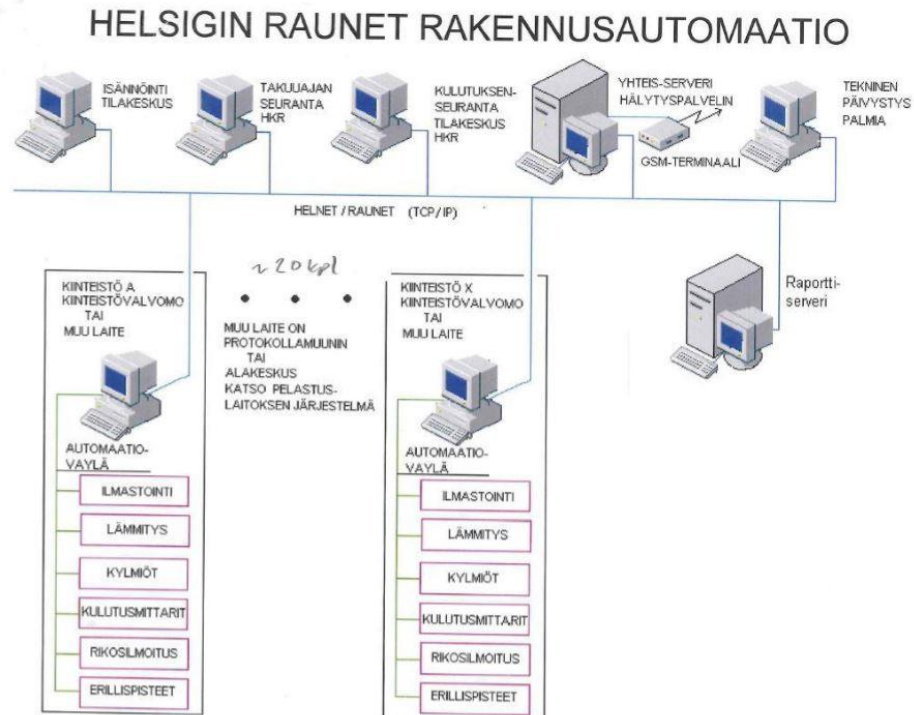 HELSIGIN RAUNET RAKENNUSAUTOMAATIO
ISÄNNÖINTI
TILAKESKUS
TAKUUAJAN
SEURANTA
HKR
KULUTUKSEN-
SEURANTA
TILAKESKUS
HKR
YHTEIS-SERVERI
HÄLYTYSPALVELIN
GSM-TERMINAALI
TEKNINEN
PÄIVYSTYS
PALMIA
HELNET / RAUNET (TCP/IP)
KIINTEISTÖ A
KIINTEISTÖVALVOMO
TAI
MUU LAITE
~20 kpl
MUU LAITE ON
PROTOKOLLAMUUNIN
TAI
ALAKESKUS
KATSO PELASTUS-
LAITOKSEN JÄRJESTELMÄ
KIINTEISTÖ X
KIINTEISTÖVALVOMO
TAI
MUU LAITE
Raportti-
serveri
AUTOMAATIO-
VÄYLÄ
ILMASTOINTI
LÄMMITYS
KYLMIÖT
KULUTUSMITTARIT
RIKOSILMOITUS
ERILLISPISTEET
AUTOMAATIO-
VAYLÄ
ILMASTOINTI
LÄMMITYS
KYLMIÖT
KULUTUSMITTARIT
RIKOSILMOITUS
ERILLISPISTEET